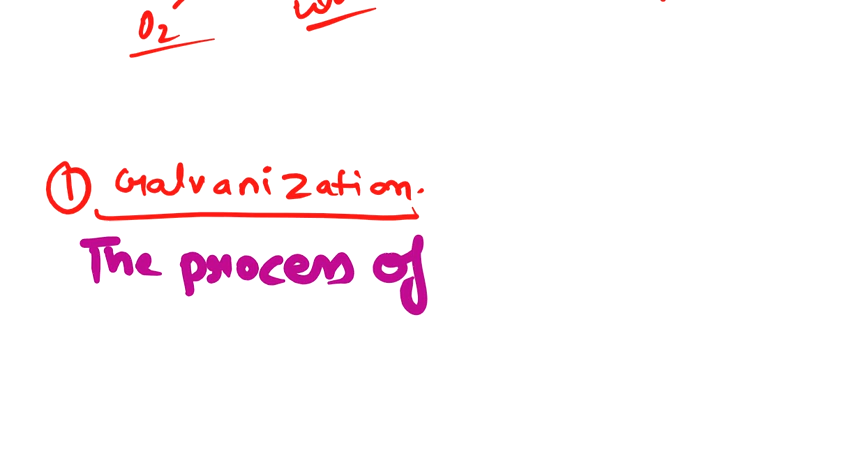 O2
① Galvanization.
The process of